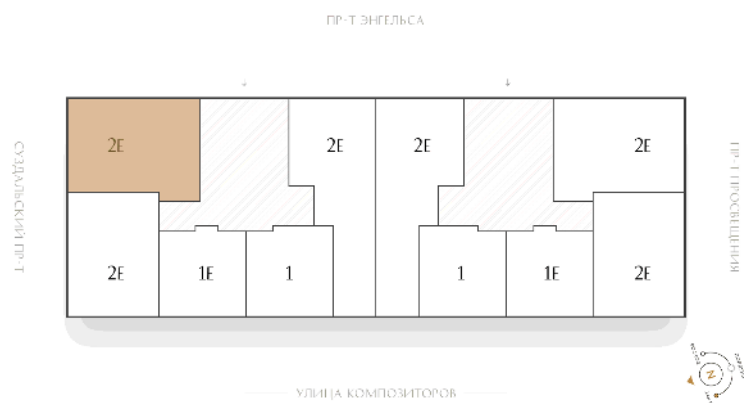 ПР-Т ЭНГЕЛЬСА
СУЗДАЛЬСКИЙ ПР-Т
ПР-Т ПРОСВЕЩЕНИЯ
2Е
2Е
2Е
2Е
2Е
1Е
1
1
1Е
2Е
УЛИЦА КОМПОЗИТОРОВ
N